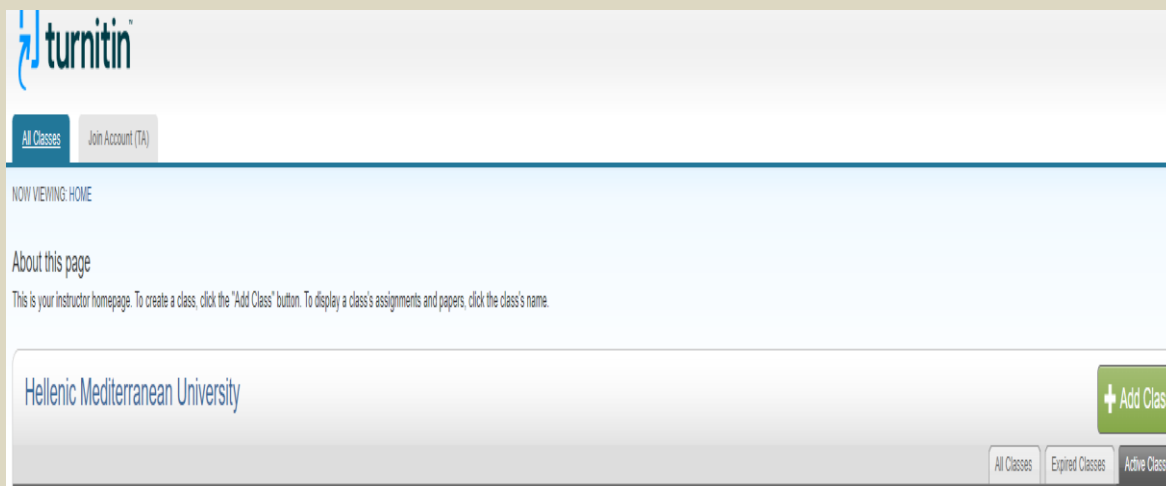 turnitin™
All Classes Join Account (TA)
NOW VIEWING: HOME
About this page
This is your instructor homepage. To create a class, click the "Add Class" button. To display a class's assignments and papers, click the class's name.
Hellenic Mediterranean University
Add Clas
All Classes Expired Classes Active Class